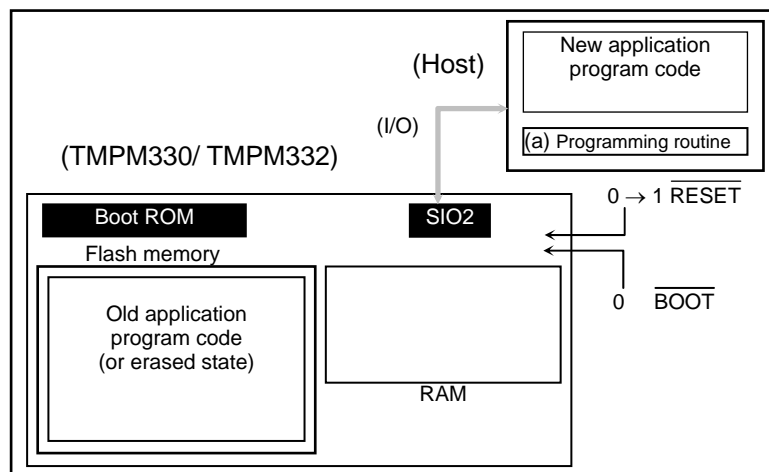 New application
program code
(Host)
(I/O)
(a) Programming routine
(TMPM330/ TMPM332)
0 → 1 RESET
Boot ROM
SIO2
Flash memory
0 BOOT
Old application
program code
(or erased state)
RAM